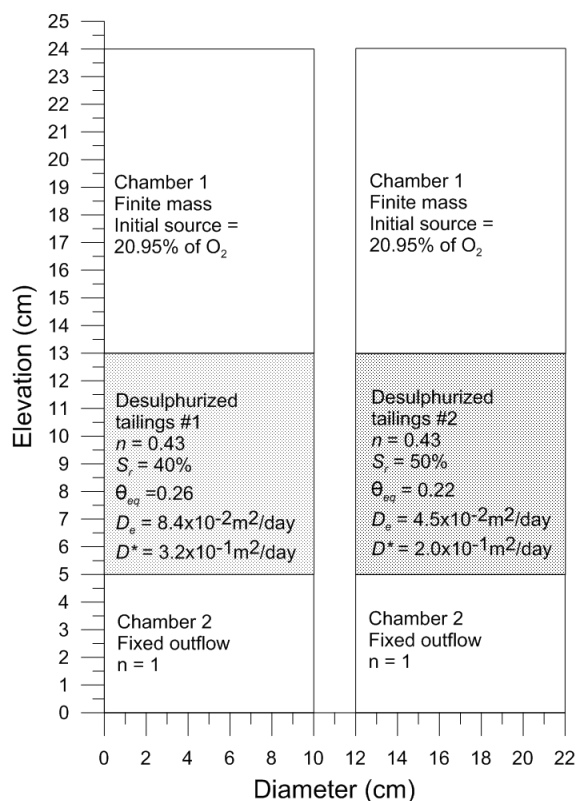 Elevation (cm)
25
24
23
22
21
20
19
18
17
16
15
14
13
12
11
10
9
8
7
6
5
4
3
2
1
0
Chamber 1
Finite mass
Initial source =
20.95% of O₂
Desulphurized
tailings #1
n = 0.43
Sᵣ = 40%
θ_eq =0.26
Dₑ = 8.4x10⁻²m²/day
D* = 3.2x10⁻¹m²/day
Chamber 2
Fixed outflow
n = 1
Chamber 1
Finite mass
Initial source =
20.95% of O₂
Desulphurized
tailings #2
n = 0.43
Sᵣ = 50%
θ_eq = 0.22
Dₑ = 4.5x10⁻²m²/day
D* = 2.0x10⁻¹m²/day
Chamber 2
Fixed outflow
n = 1
0 2 4 6 8 10 12 14 16 18 20 22
Diameter (cm)